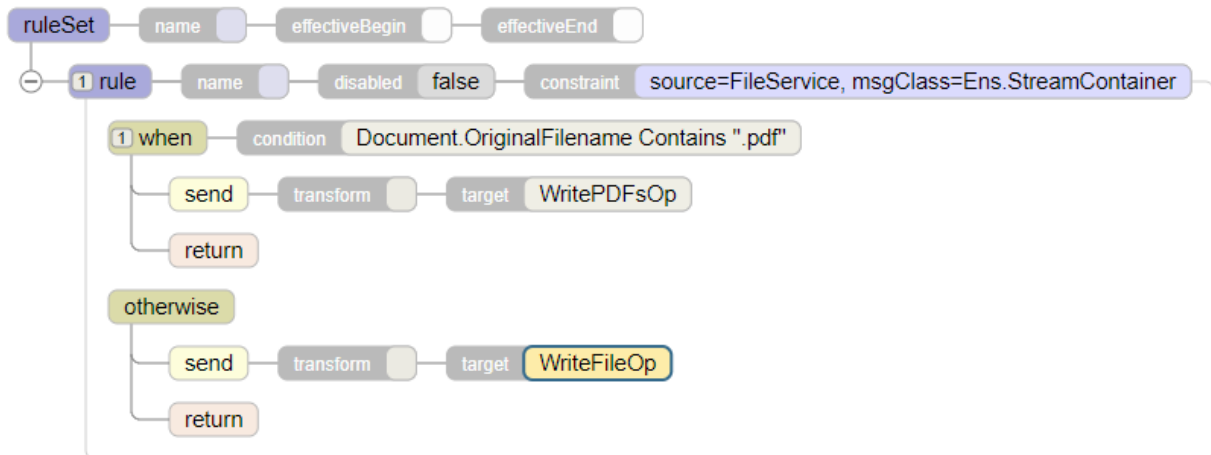 ruleSet name effectiveBegin effectiveEnd
1 rule name disabled false constraint source=FileService, msgClass=Ens.StreamContainer
1 when condition Document.OriginalFilename Contains ".pdf"
send transform target WritePDFsOp
return
otherwise
send transform target WriteFileOp
return